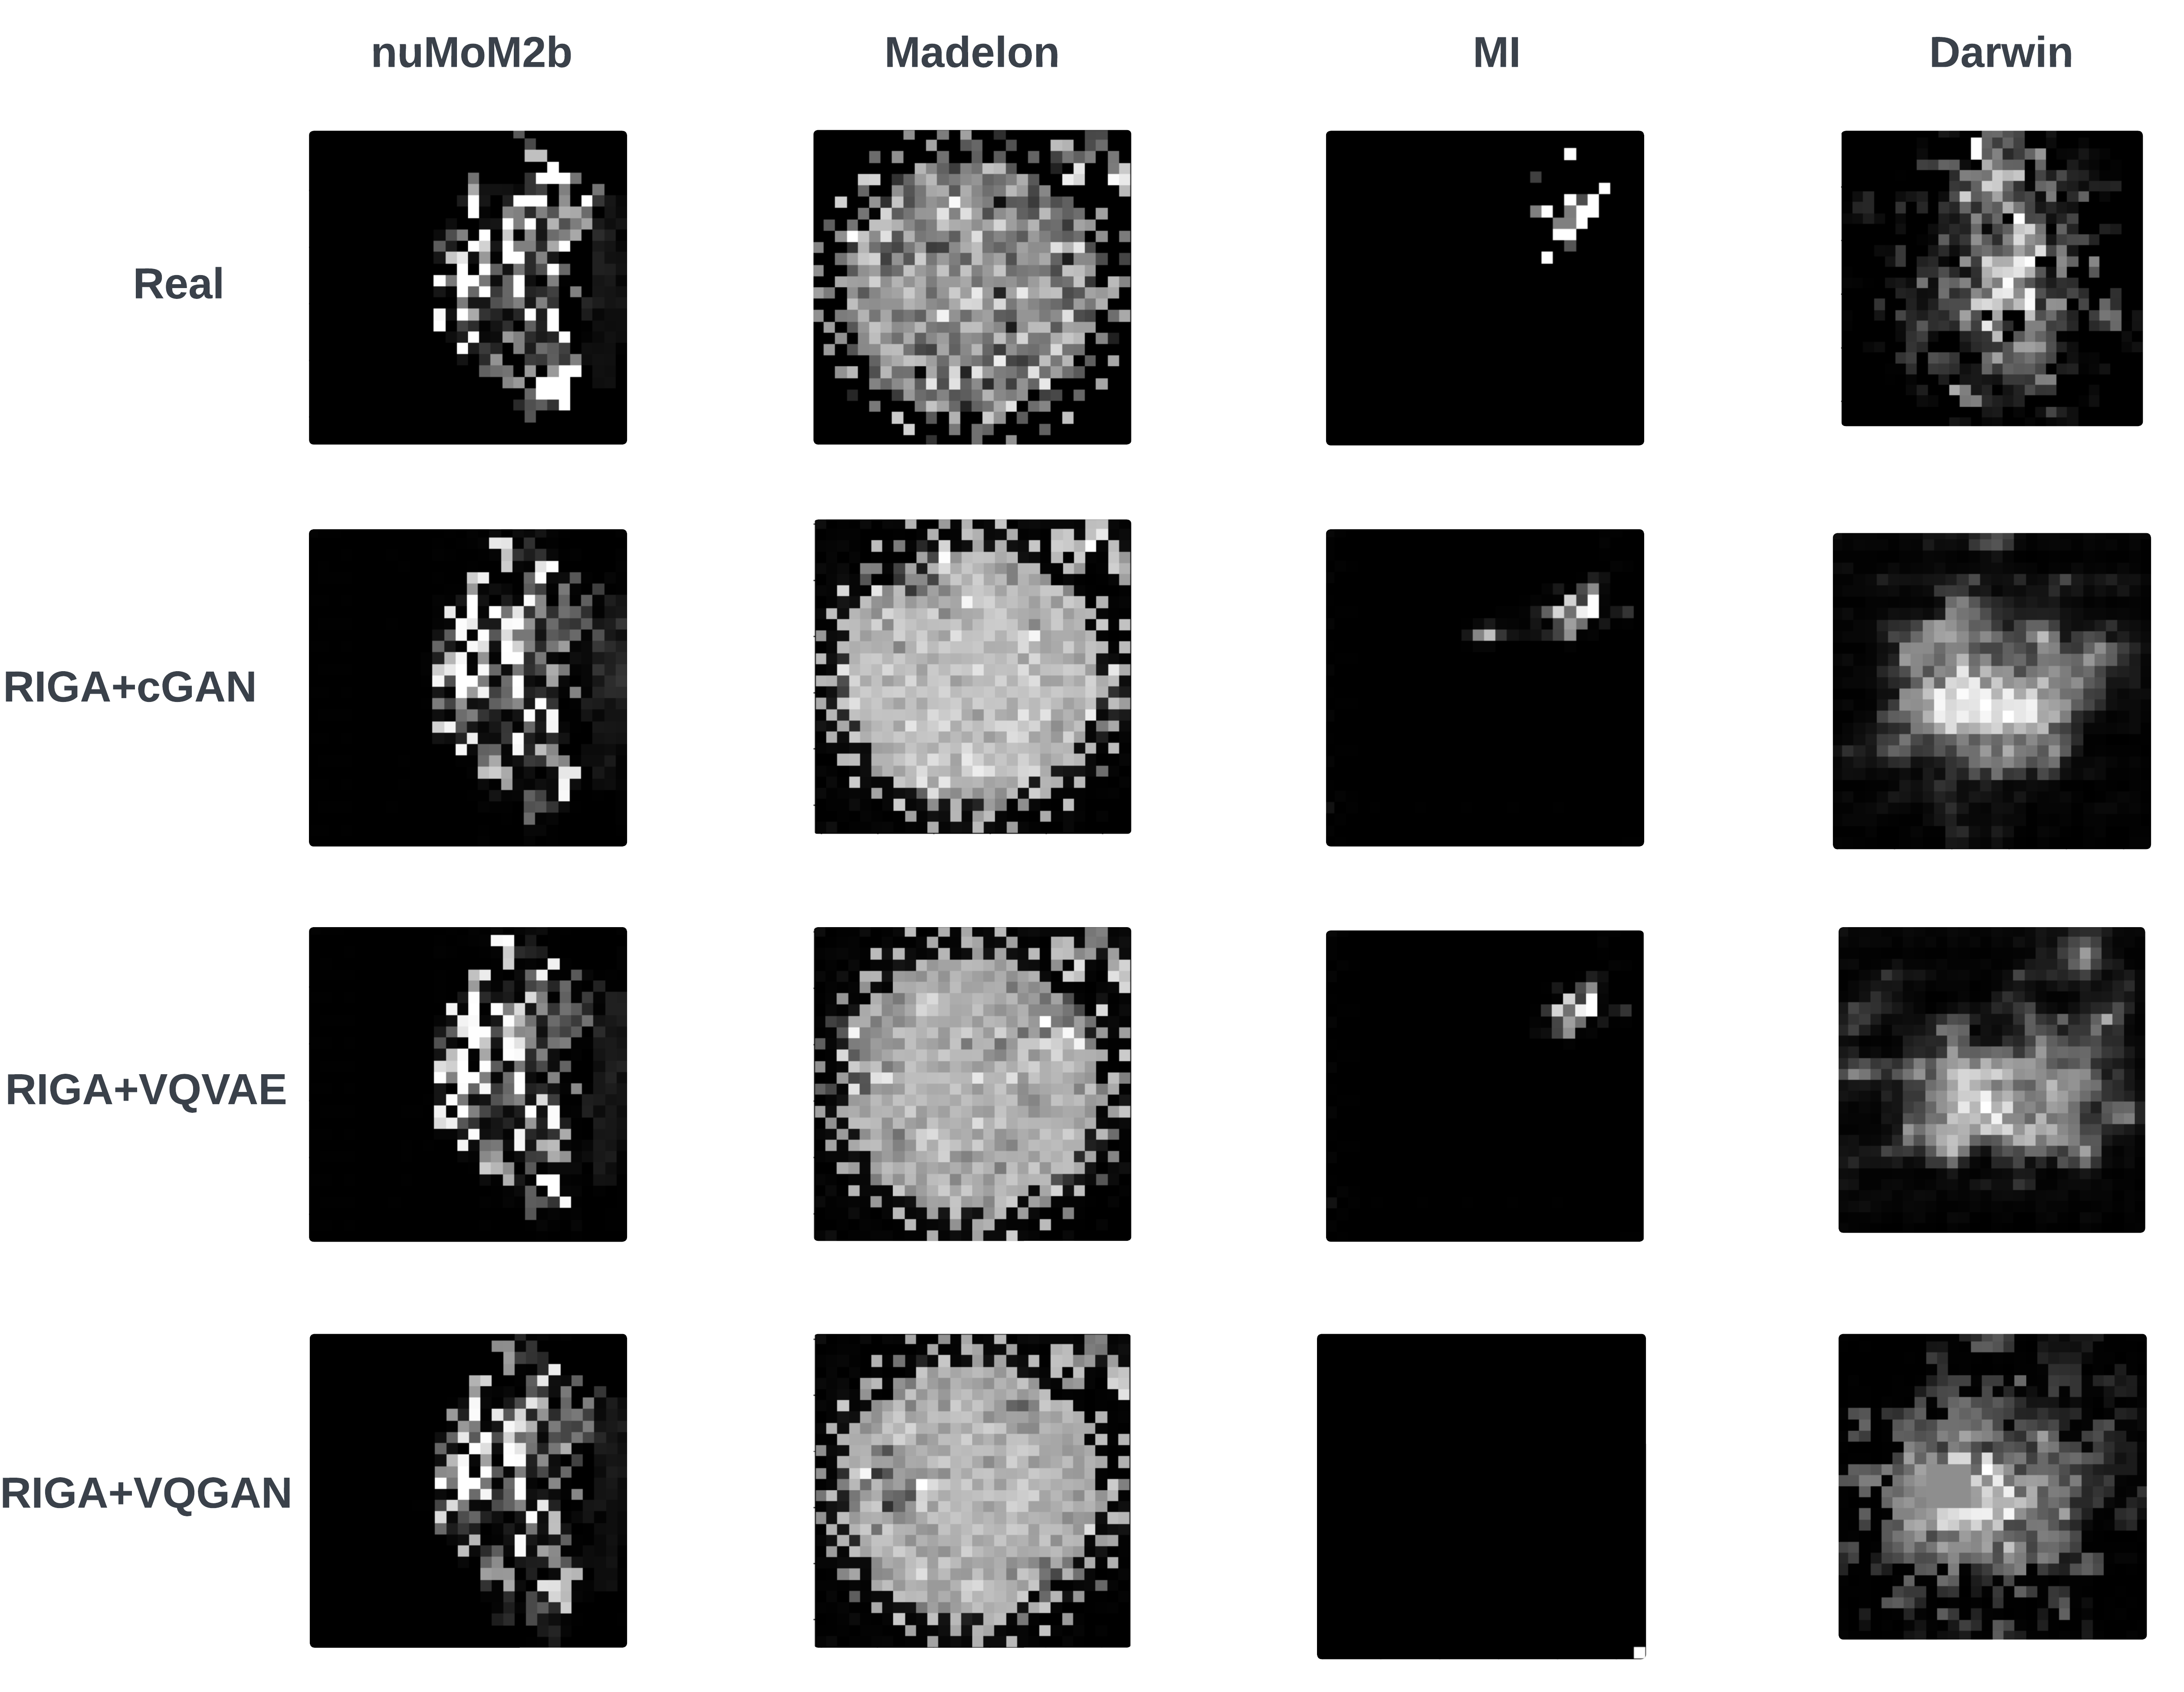 nuMoM2b Madelon MI Darwin
Real
RIGA+cGAN
RIGA+VQVAE
RIGA+VQGAN